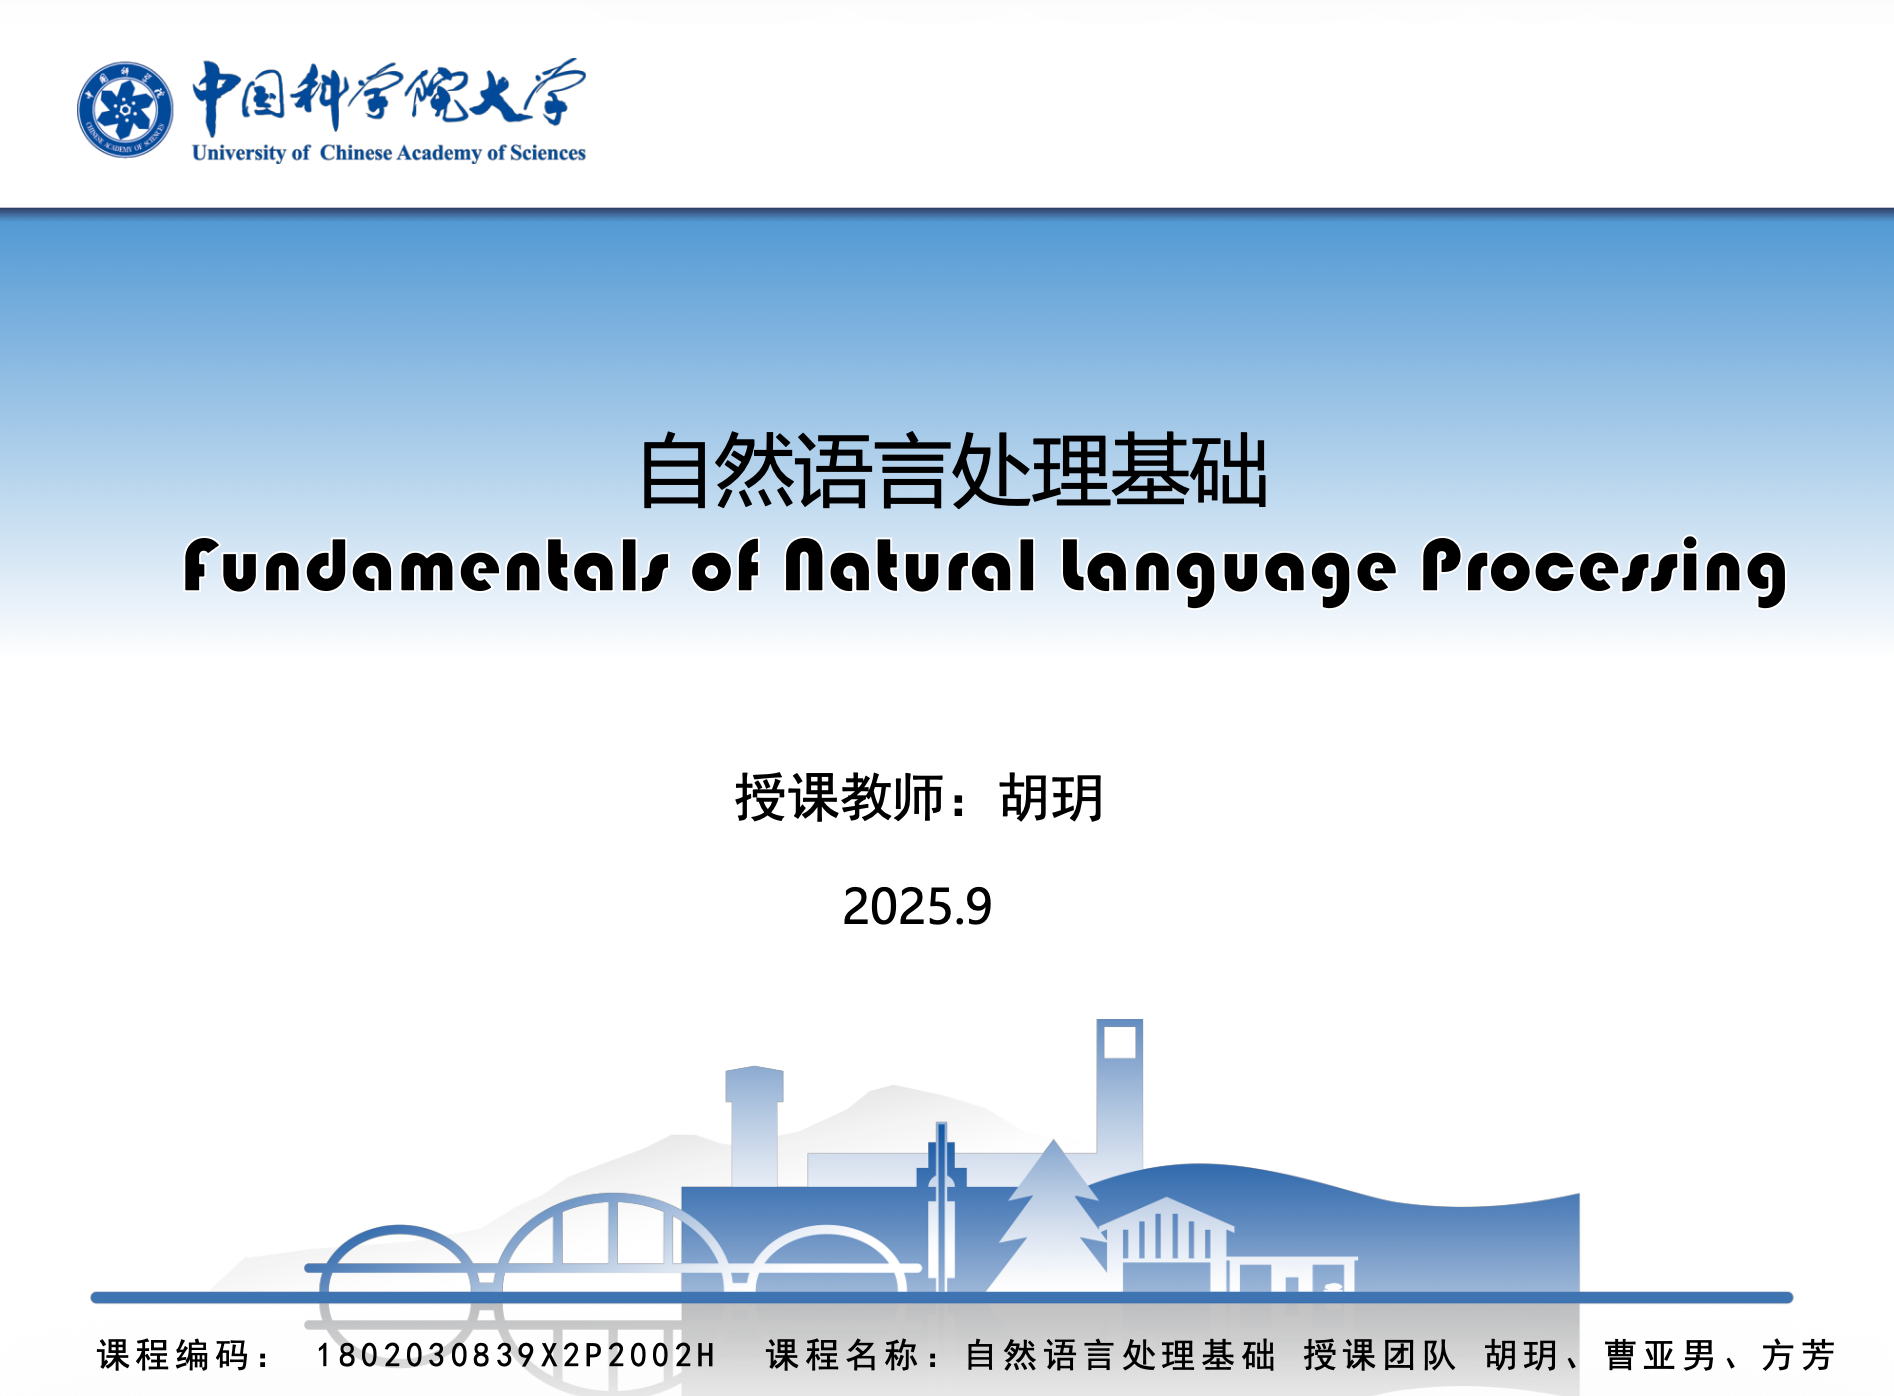 中国科学院大学
University of Chinese Academy of Sciences
自然语言处理基础
Fundamentals of Natural Language Processing
授课教师：胡玥
2025.9
课程编码： 1802030839X2P2002H 课程名称：自然语言处理基础 授课团队 胡玥、曹亚男、方芳